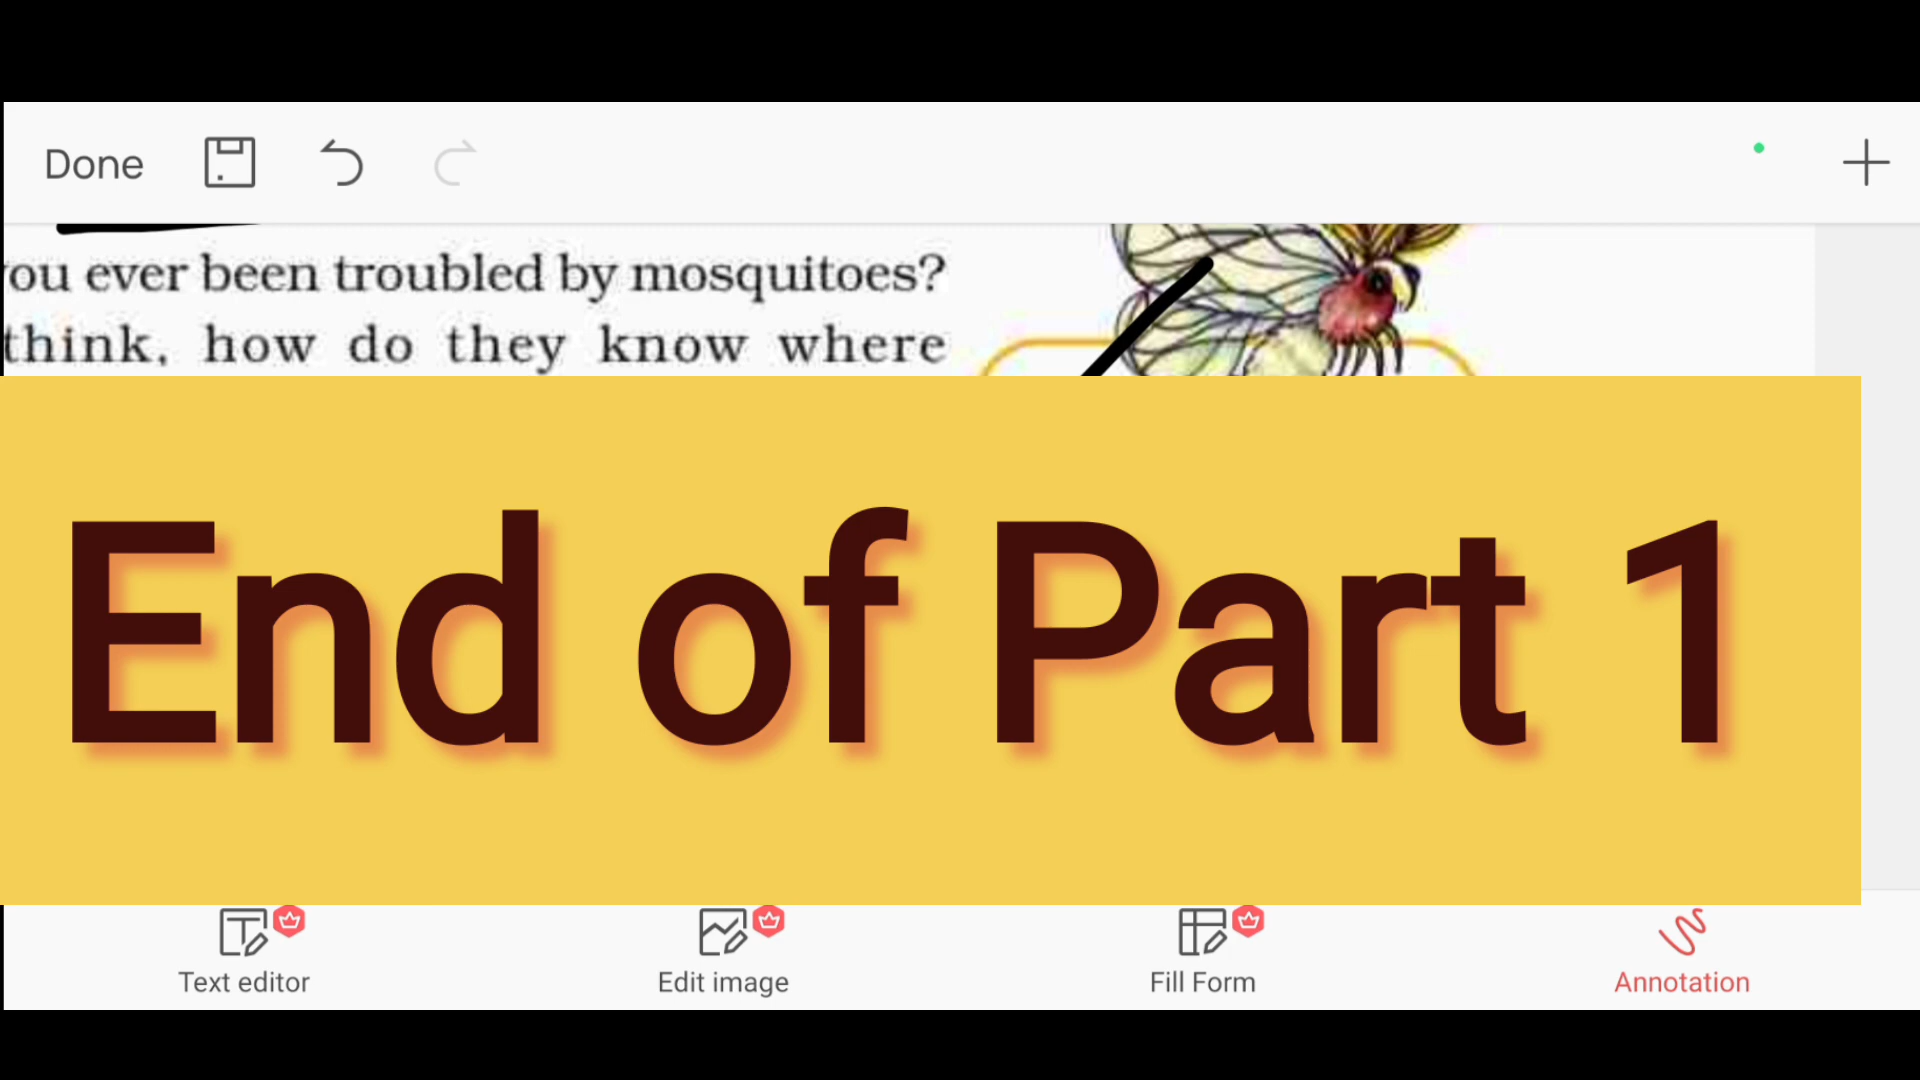 Done
ou ever been troubled by mosquitoes?
think, how do they know where
End of Part 1
Text editor
Edit image
Fill Form
Annotation